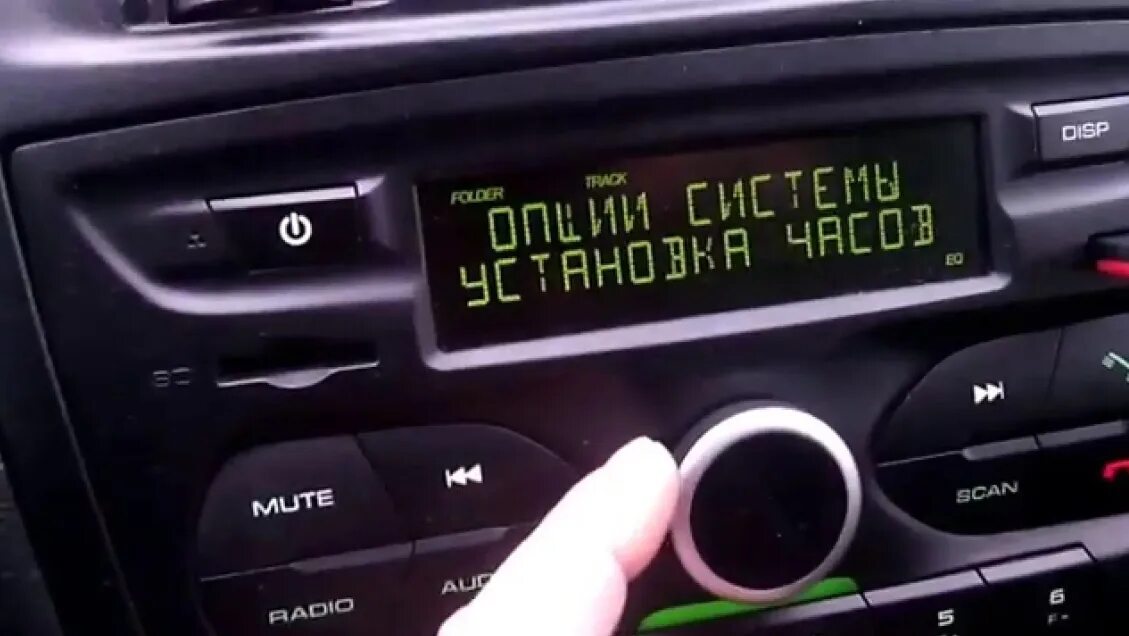 DISP
FOLDER TRACK
ОПЦИИ СИСТЕМЫ
УСТАНОВКА ЧАСОВ
EQ
MUTE
SCAN
RADIO
5
6
F-